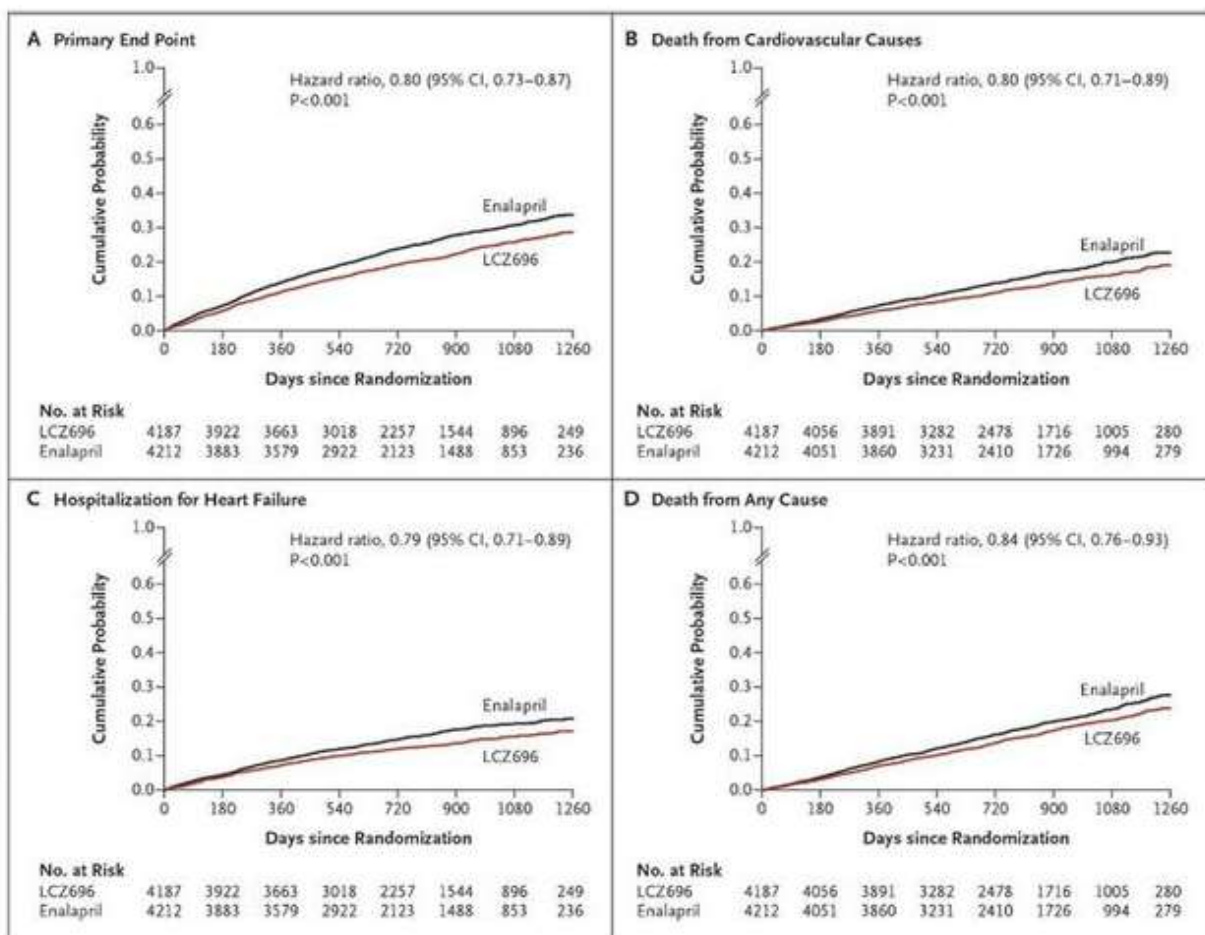 A Primary End Point
1.0
0.6
0.5
0.4
0.3
0.2
0.1
0.0
Cumulative Probability
Hazard ratio, 0.80 (95% CI, 0.73–0.87)
P<0.001
Enalapril
LCZ696
0 180 360 540 720 900 1080 1260
Days since Randomization
No. at Risk
LCZ696 4187 3922 3663 3018 2257 1544 896 249
Enalapril 4212 3883 3579 2922 2123 1488 853 236
B Death from Cardiovascular Causes
1.0
0.6
0.5
0.4
0.3
0.2
0.1
0.0
Cumulative Probability
Hazard ratio, 0.80 (95% CI, 0.71–0.89)
P<0.001
Enalapril
LCZ696
0 180 360 540 720 900 1080 1260
Days since Randomization
No. at Risk
LCZ696 4187 4056 3891 3282 2478 1716 1005 280
Enalapril 4212 4051 3860 3231 2410 1726 994 279
C Hospitalization for Heart Failure
1.0
0.6
0.5
0.4
0.3
0.2
0.1
0.0
Cumulative Probability
Hazard ratio, 0.79 (95% CI, 0.71–0.89)
P<0.001
Enalapril
LCZ696
0 180 360 540 720 900 1080 1260
Days since Randomization
No. at Risk
LCZ696 4187 3922 3663 3018 2257 1544 896 249
Enalapril 4212 3883 3579 2922 2123 1488 853 236
D Death from Any Cause
1.0
0.6
0.5
0.4
0.3
0.2
0.1
0.0
Cumulative Probability
Hazard ratio, 0.84 (95% CI, 0.76–0.93)
P<0.001
Enalapril
LCZ696
0 180 360 540 720 900 1080 1260
Days since Randomization
No. at Risk
LCZ696 4187 4056 3891 3282 2478 1716 1005 280
Enalapril 4212 4051 3860 3231 2410 1726 994 279